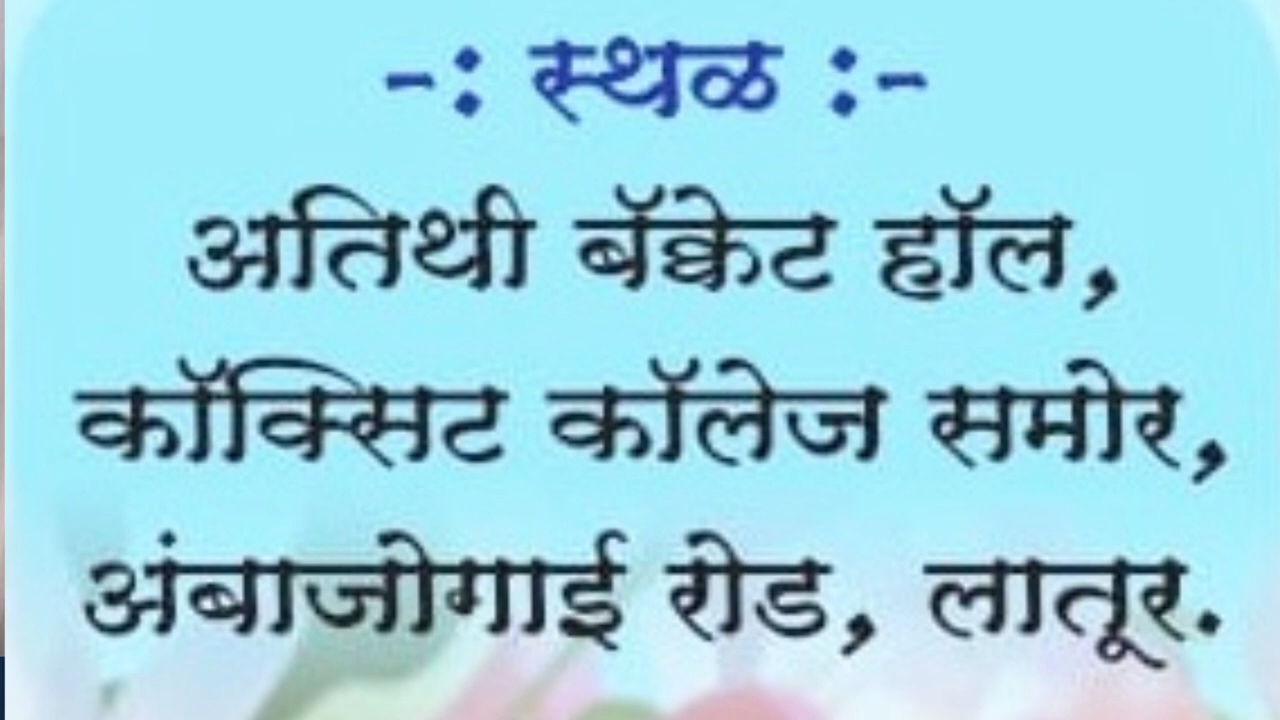 -: स्थळ :-
अतिथी बॅक्केट हॉल,
कॉक्सिट कॉलेज समोर,
अंबाजोगाई रोड, लातूर.